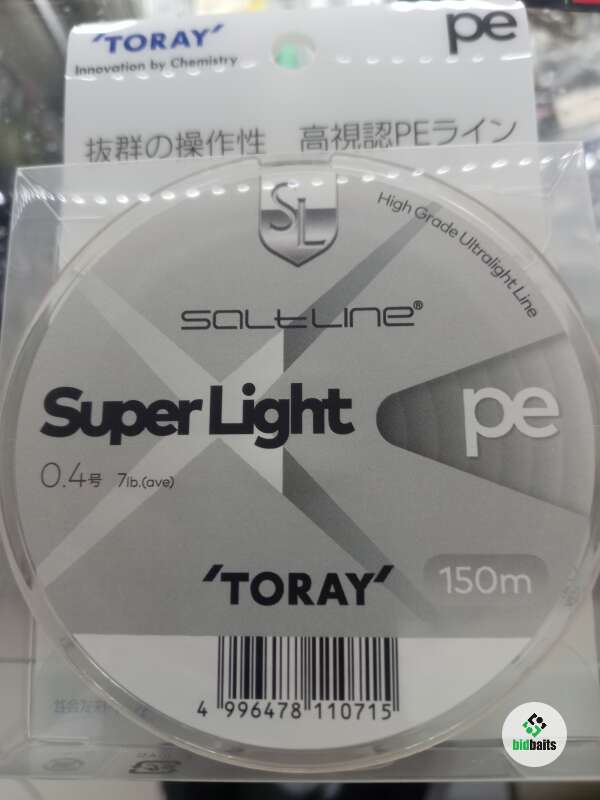 'TORAY'
Innovation by Chemistry
pe
抜群の操作性 高視認PEライン
SL
High Grade Ultralight Line
SALTLINE®
Super Light
pe
0.4号 7lb.(ave)
'TORAY'
150m
4 996478 110715
bidbaits